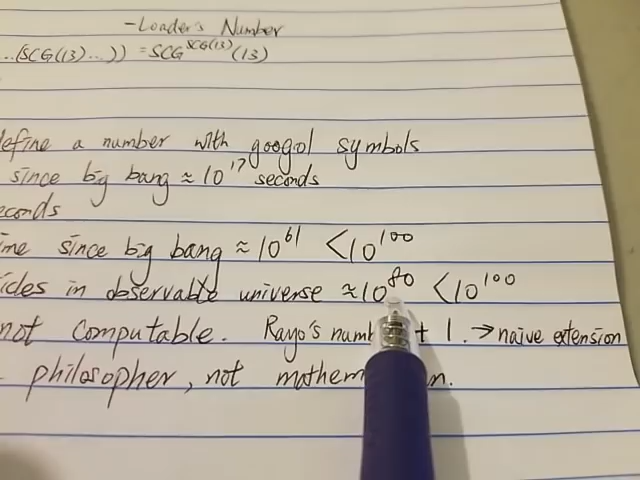 -Loader's Number
..(SCG(13)...)) = SCG^SCG(13) (13)
efine a number with googol symbols
since big bang ≈ 10^17 seconds
econds
ime since big bang ≈ 10^61 < 10^100
icles in observable universe ≈ 10^80 < 10^100
not computable. Rayo's numb + 1. → naive extension
philosopher, not mathem n.